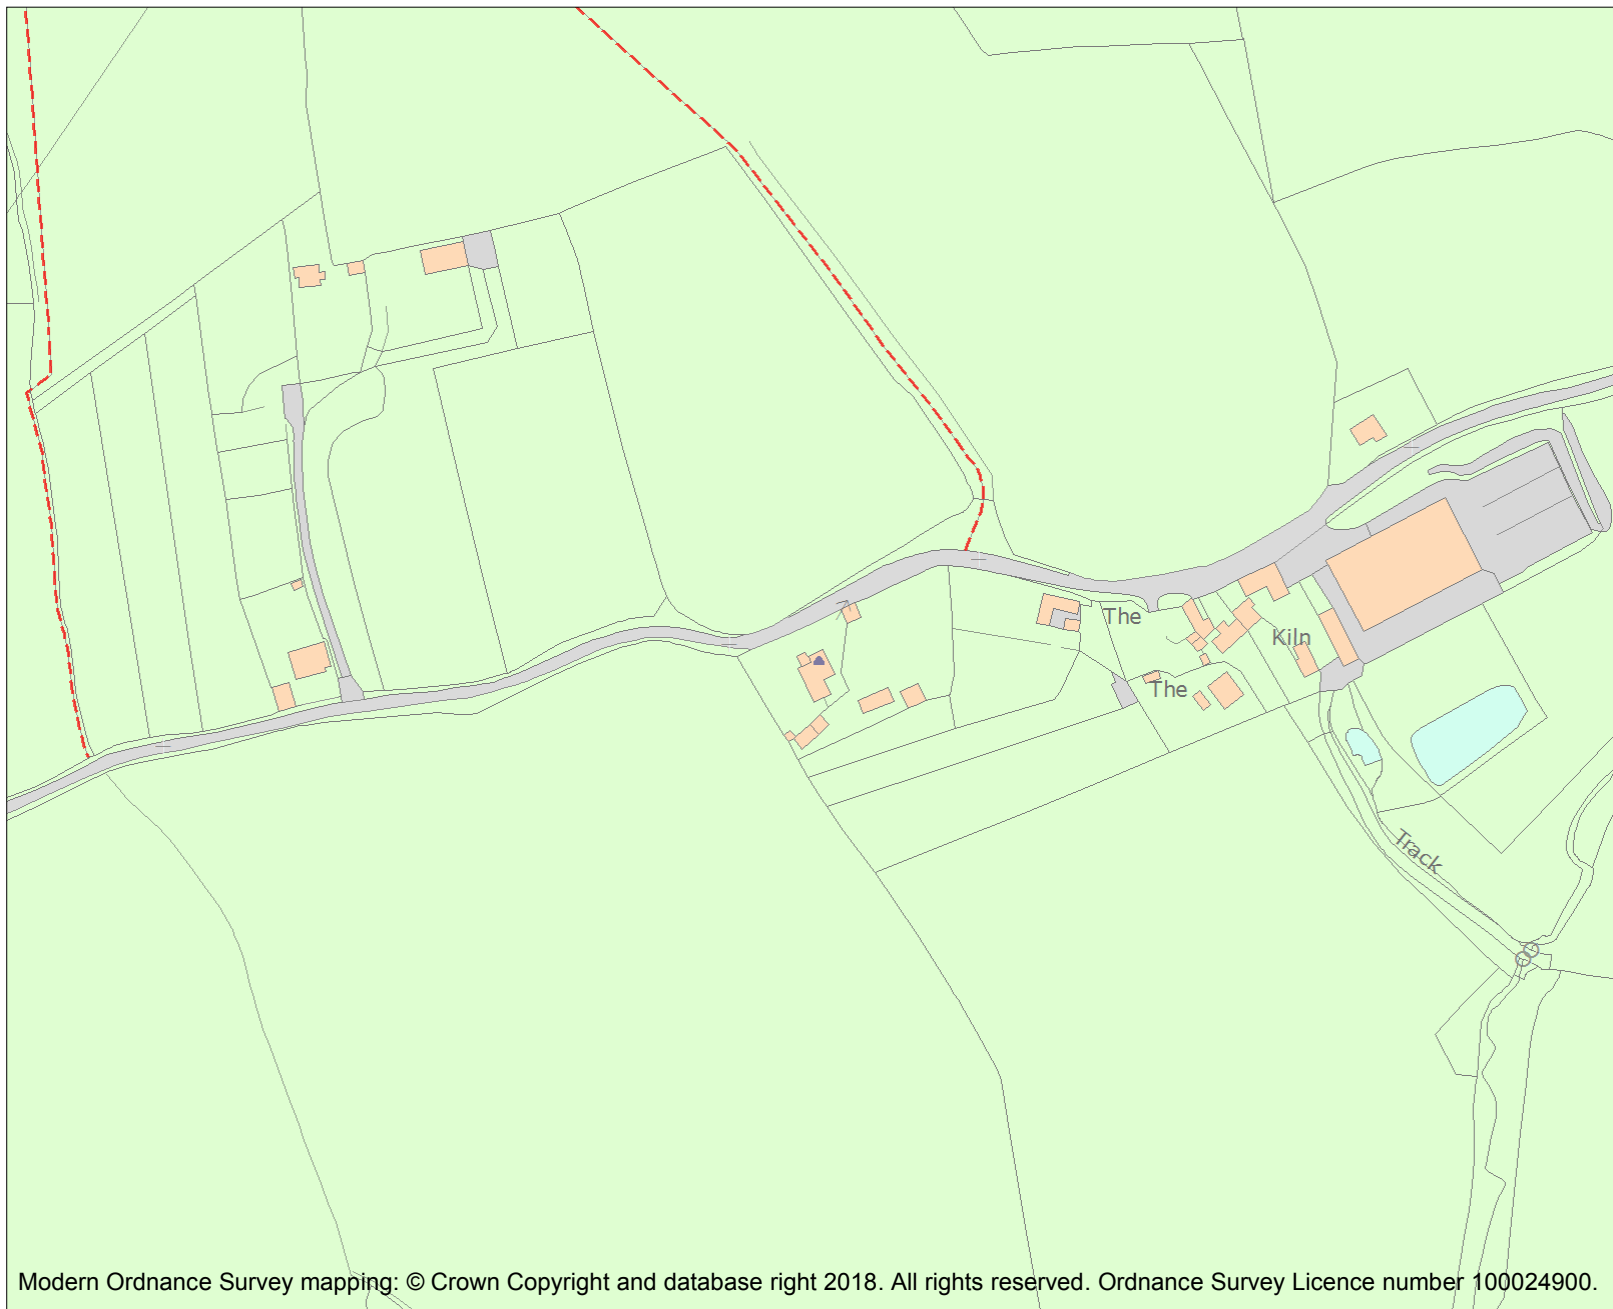 The
Kiln
The
Track
Modern Ordnance Survey mapping: © Crown Copyright and database right 2018. All rights reserved. Ordnance Survey Licence number 100024900.